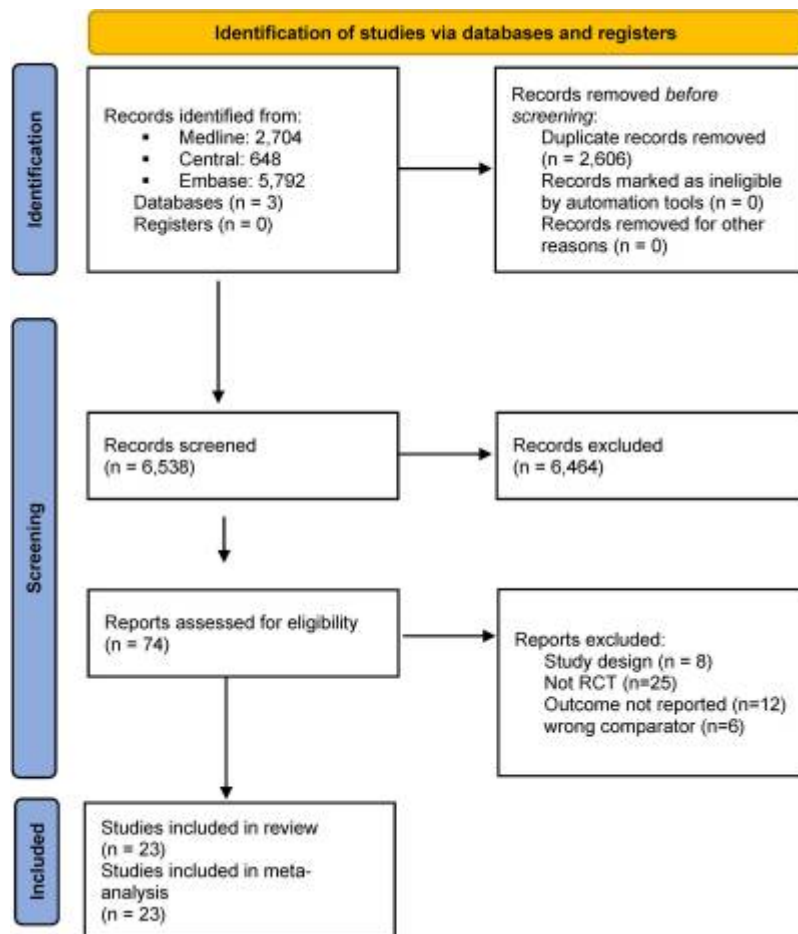 Identification of studies via databases and registers
Identification
Records identified from:
▪ Medline: 2,704
▪ Central: 648
▪ Embase: 5,792
Databases (n = 3)
Registers (n = 0)
Records removed before
screening:
Duplicate records removed
(n = 2,606)
Records marked as ineligible
by automation tools (n = 0)
Records removed for other
reasons (n = 0)
Screening
Records screened
(n = 6,538)
Records excluded
(n = 6,464)
Reports assessed for eligibility
(n = 74)
Reports excluded:
Study design (n = 8)
Not RCT (n=25)
Outcome not reported (n=12)
wrong comparator (n=6)
Included
Studies included in review
(n = 23)
Studies included in meta-
analysis
(n = 23)